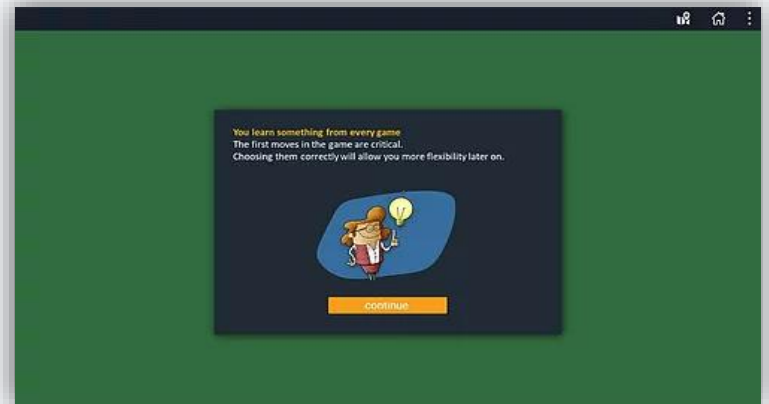 You learn something from every game
The first moves in the game are critical.
Choosing them correctly will allow you more flexibility later on.
continue